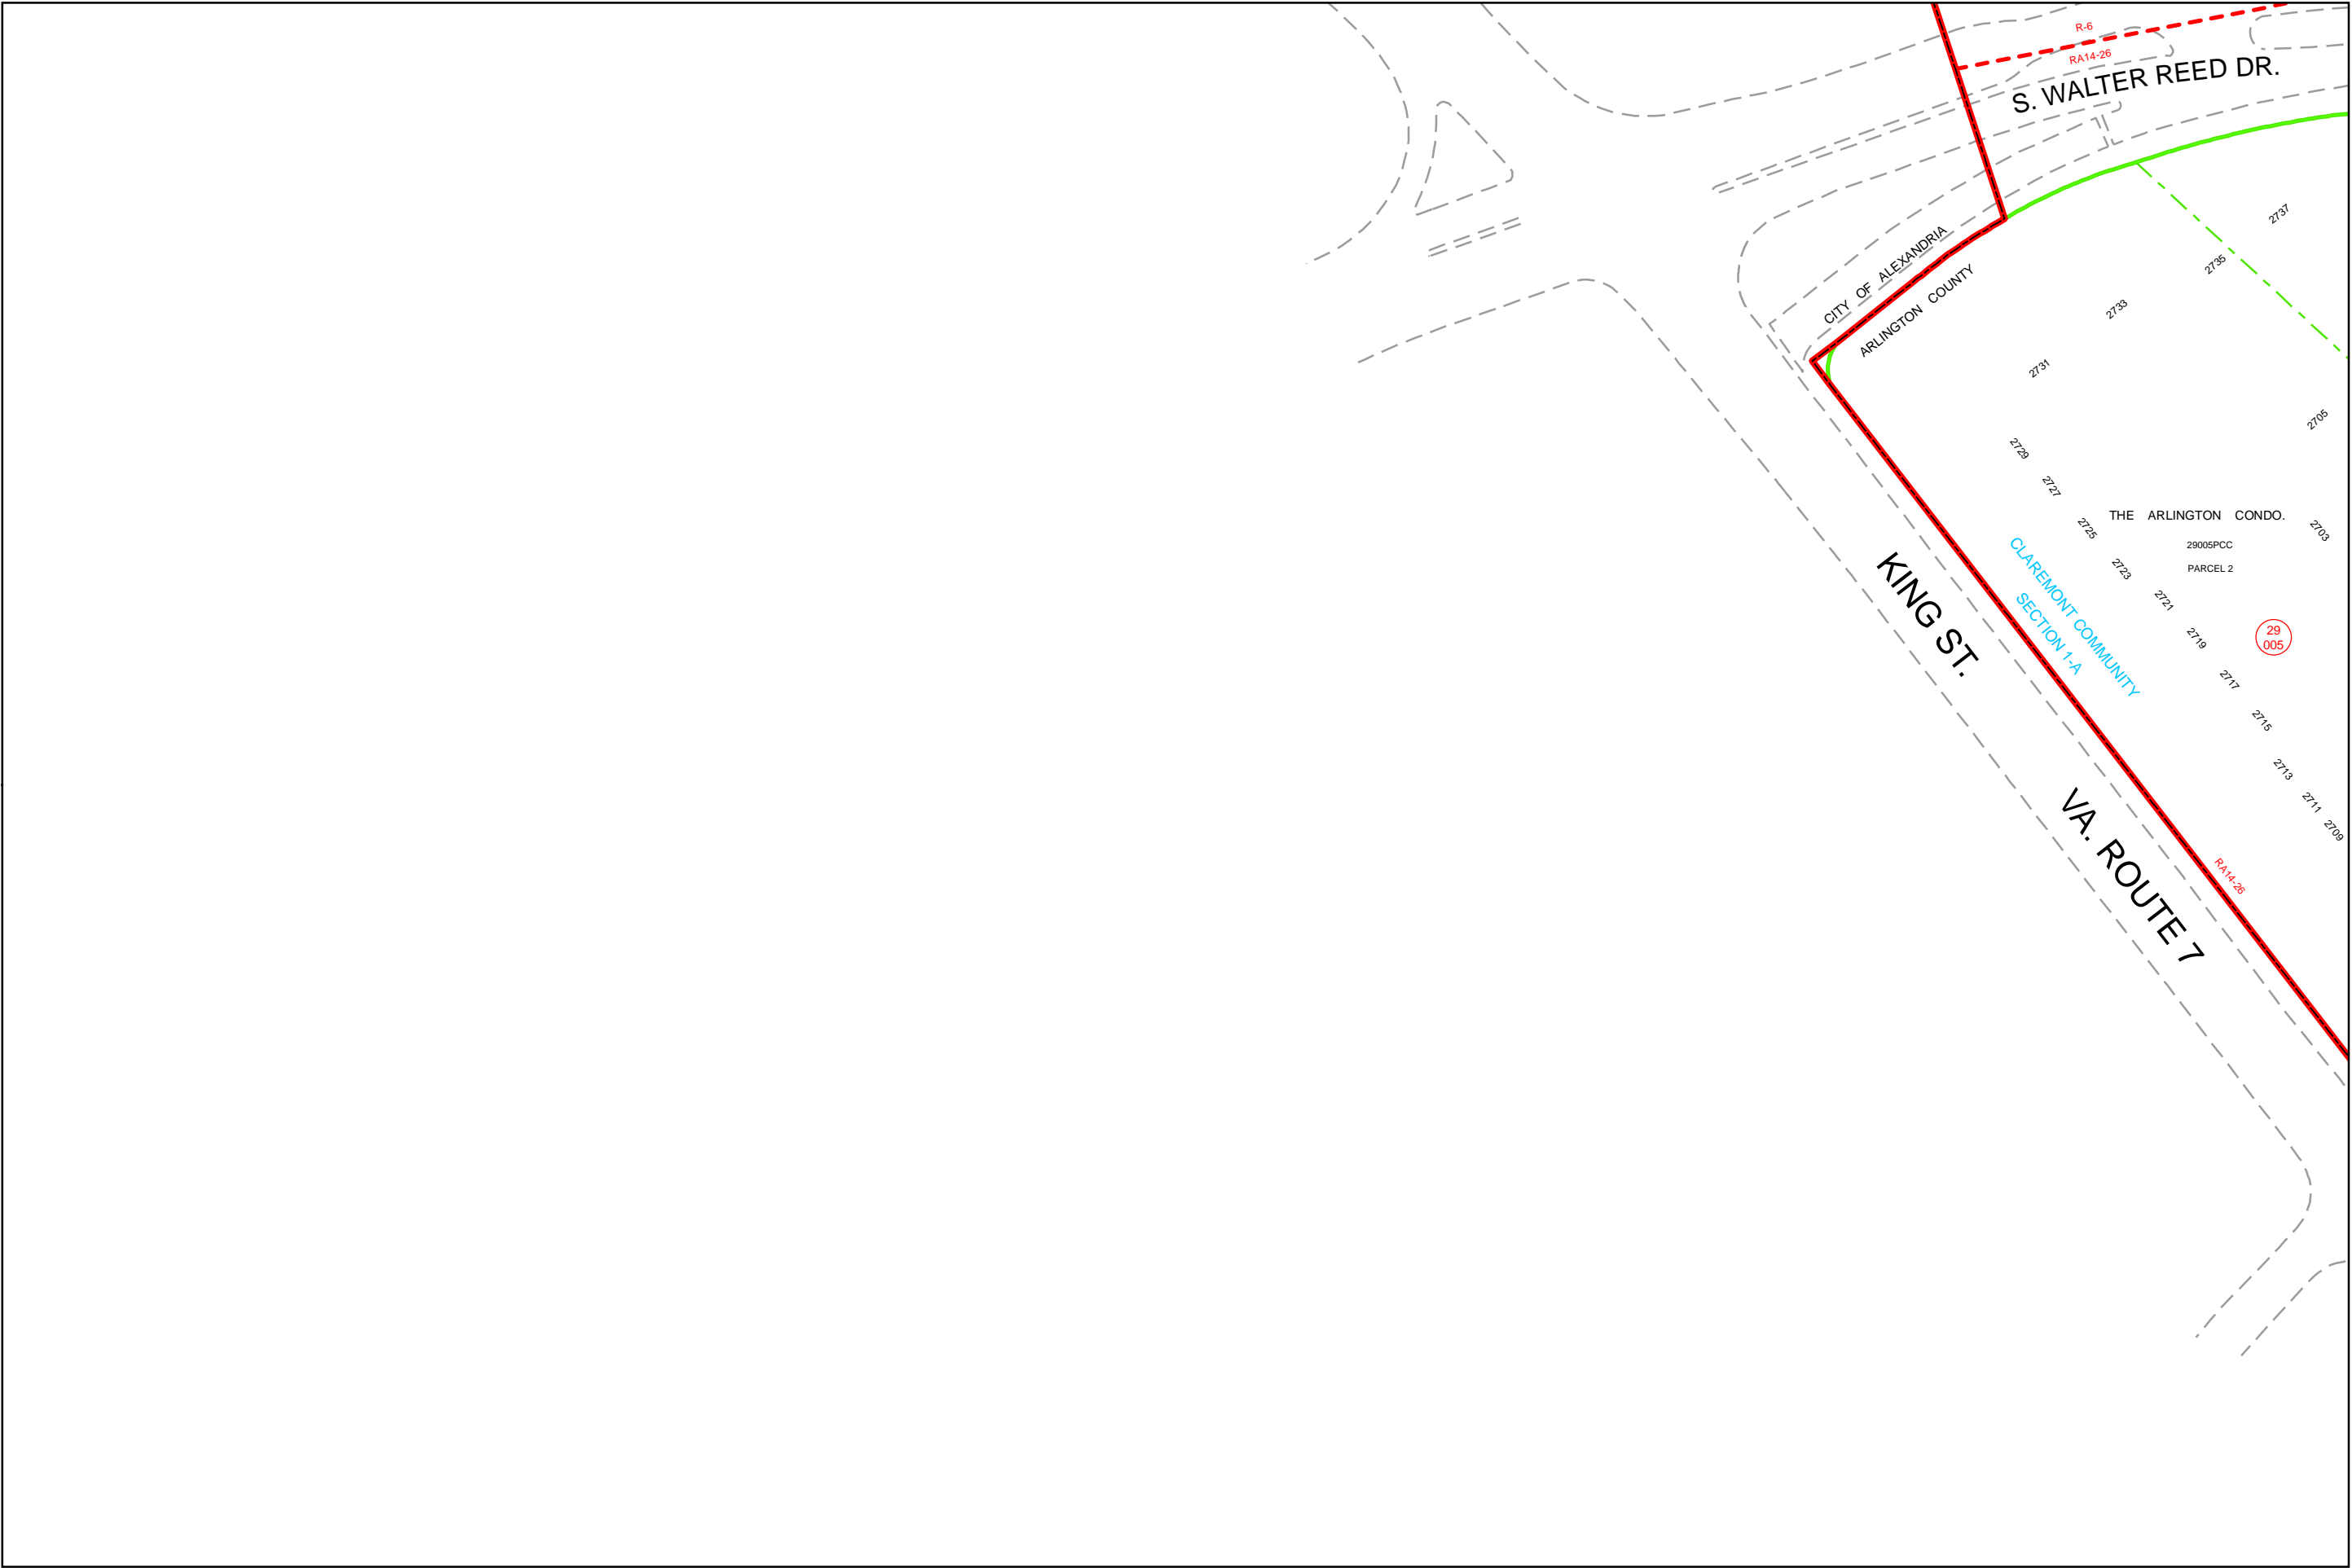 R-6
RA14-26
S. WALTER REED DR.
2737
CITY OF ALEXANDRIA
ARLINGTON COUNTY
2735
2733
2731
2705
2729
2727
THE ARLINGTON CONDO.
2725
2703
29005PCC
PARCEL 2
2723
CLAREMONT COMMUNITY
SECTION 1-A
KING ST.
2721
2719
29
005
2717
2715
2713
2711
2709
VA. ROUTE 7
RA14-26